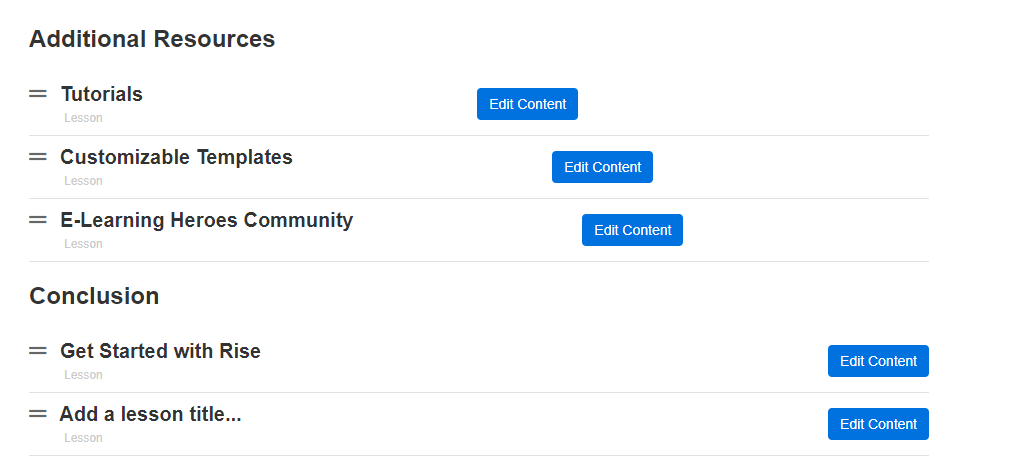 Additional Resources
Tutorials
Edit Content
Lesson
Customizable Templates
Edit Content
Lesson
E-Learning Heroes Community
Edit Content
Lesson
Conclusion
Get Started with Rise
Edit Content
Lesson
Add a lesson title...
Edit Content
Lesson